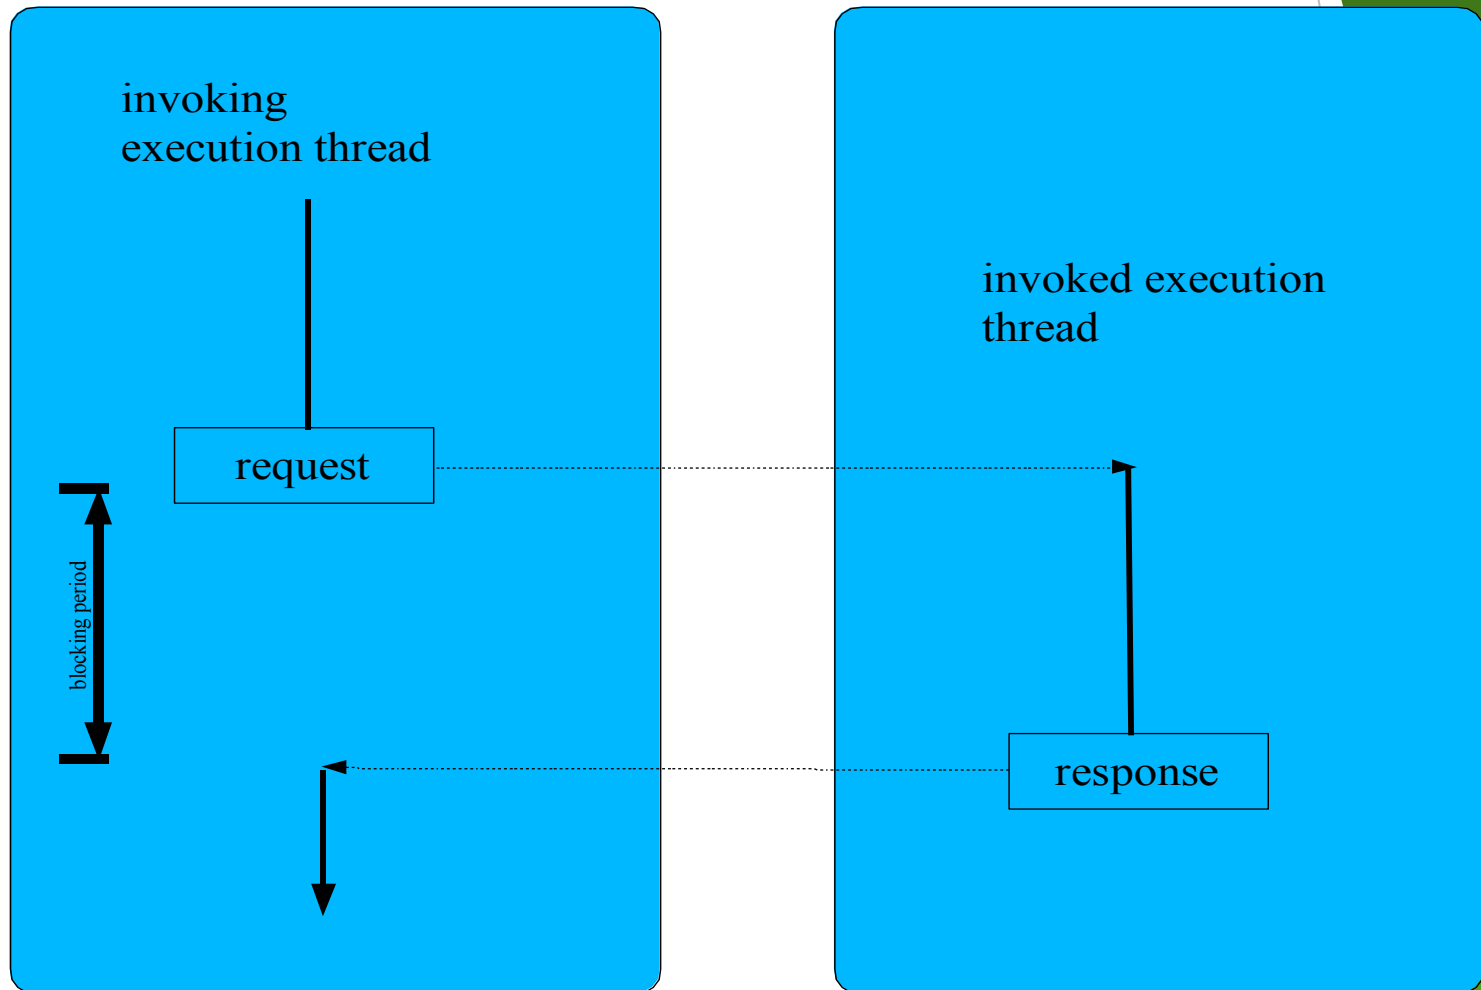 invoking
execution thread
invoked execution
thread
request
blocking period
response